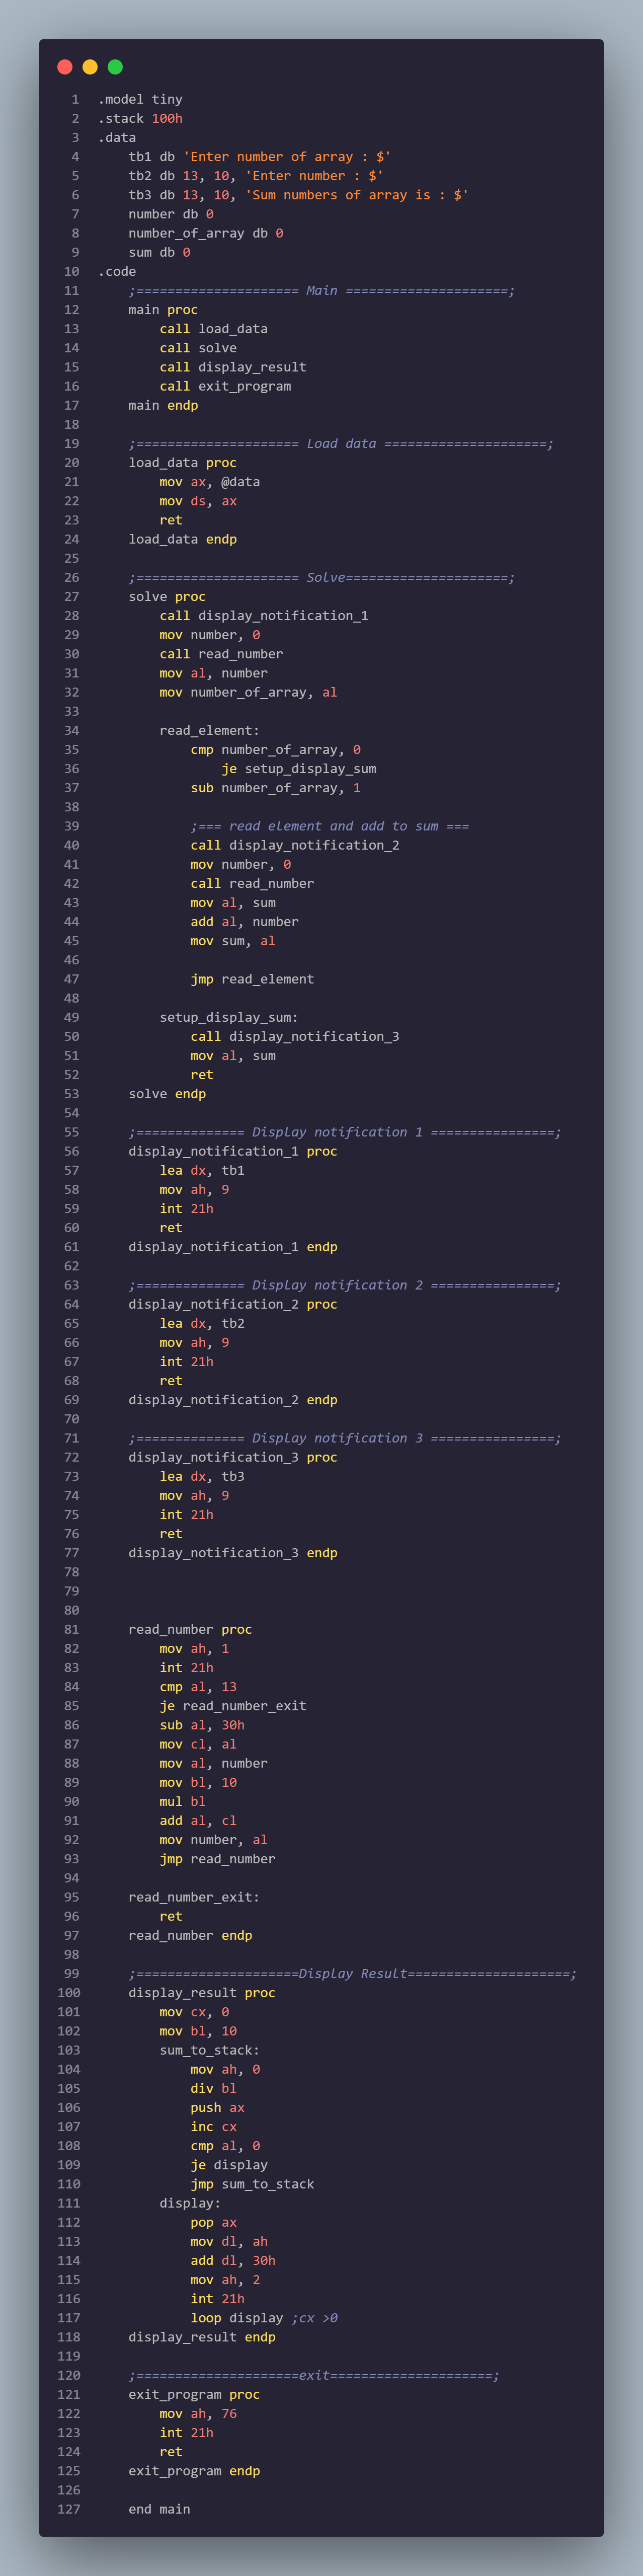 1 .model tiny
2 .stack 100h
3 .data
4     tb1 db 'Enter number of array : $'
5     tb2 db 13, 10, 'Enter number : $'
6     tb3 db 13, 10, 'Sum numbers of array is : $'
7     number db 0
8     number_of_array db 0
9     sum db 0
10 .code
11     ;===================== Main =====================;
12     main proc
13         call load_data
14         call solve
15         call display_result
16         call exit_program
17     main endp
18
19     ;===================== Load data =====================;
20     load_data proc
21         mov ax, @data
22         mov ds, ax
23         ret
24     load_data endp
25
26     ;===================== Solve=====================;
27     solve proc
28         call display_notification_1
29         mov number, 0
30         call read_number
31         mov al, number
32         mov number_of_array, al
33
34         read_element:
35             cmp number_of_array, 0
36                 je setup_display_sum
37             sub number_of_array, 1
38
39             ;=== read element and add to sum ===
40             call display_notification_2
41             mov number, 0
42             call read_number
43             mov al, sum
44             add al, number
45             mov sum, al
46
47             jmp read_element
48
49         setup_display_sum:
50             call display_notification_3
51             mov al, sum
52             ret
53     solve endp
54
55     ;============== Display notification 1 ================;
56     display_notification_1 proc
57         lea dx, tb1
58         mov ah, 9
59         int 21h
60         ret
61     display_notification_1 endp
62
63     ;============== Display notification 2 ================;
64     display_notification_2 proc
65         lea dx, tb2
66         mov ah, 9
67         int 21h
68         ret
69     display_notification_2 endp
70
71     ;============== Display notification 3 ================;
72     display_notification_3 proc
73         lea dx, tb3
74         mov ah, 9
75         int 21h
76         ret
77     display_notification_3 endp
78
79
80
81     read_number proc
82         mov ah, 1
83         int 21h
84         cmp al, 13
85         je read_number_exit
86         sub al, 30h
87         mov cl, al
88         mov al, number
89         mov bl, 10
90         mul bl
91         add al, cl
92         mov number, al
93         jmp read_number
94
95     read_number_exit:
96         ret
97     read_number endp
98
99     ;=====================Display Result=====================;
100     display_result proc
101         mov cx, 0
102         mov bl, 10
103         sum_to_stack:
104             mov ah, 0
105             div bl
106             push ax
107             inc cx
108             cmp al, 0
109             je display
110             jmp sum_to_stack
111         display:
112             pop ax
113             mov dl, ah
114             add dl, 30h
115             mov ah, 2
116             int 21h
117             loop display ;cx >0
118     display_result endp
119
120     ;=====================exit=====================;
121     exit_program proc
122         mov ah, 76
123         int 21h
124         ret
125     exit_program endp
126
127     end main